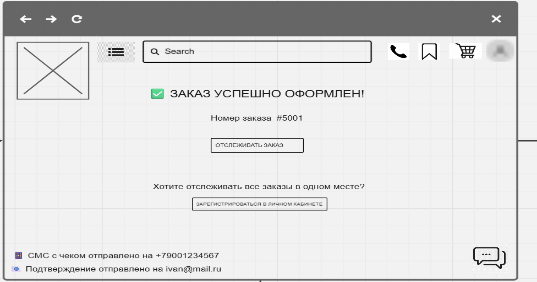 Search
✅ ЗАКАЗ УСПЕШНО ОФОРМЛЕН!
Номер заказа #5001
ОТСЛЕЖИВАТЬ ЗАКАЗ
Хотите отслеживать все заказы в одном месте?
ЗАРЕГИСТРИРОВАТЬСЯ В ЛИЧНОМ КАБИНЕТЕ
СМС с чеком отправлено на +79001234567
Подтверждение отправлено на ivan@mail.ru